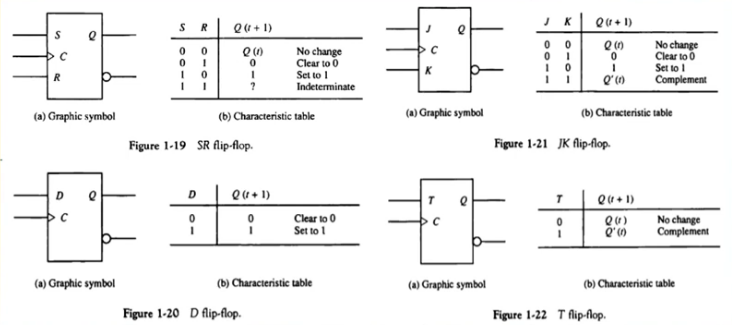 S Q
C
R
S R Q (t + 1)
0 0 Q (t) No change
0 1 0 Clear to 0
1 0 1 Set to 1
1 1 ? Indeterminate
(a) Graphic symbol (b) Characteristic table
Figure 1-19 SR flip-flop.
J Q
C
K
J K Q (t + 1)
0 0 Q (t) No change
0 1 0 Clear to 0
1 0 1 Set to 1
1 1 Q' (t) Complement
(a) Graphic symbol (b) Characteristic table
Figure 1-21 JK flip-flop.
D Q
C
D Q (t + 1)
0 0 Clear to 0
1 1 Set to 1
(a) Graphic symbol (b) Characteristic table
Figure 1-20 D flip-flop.
T Q
C
T Q (t + 1)
0 Q (t) No change
1 Q' (t) Complement
(a) Graphic symbol (b) Characteristic table
Figure 1-22 T flip-flop.